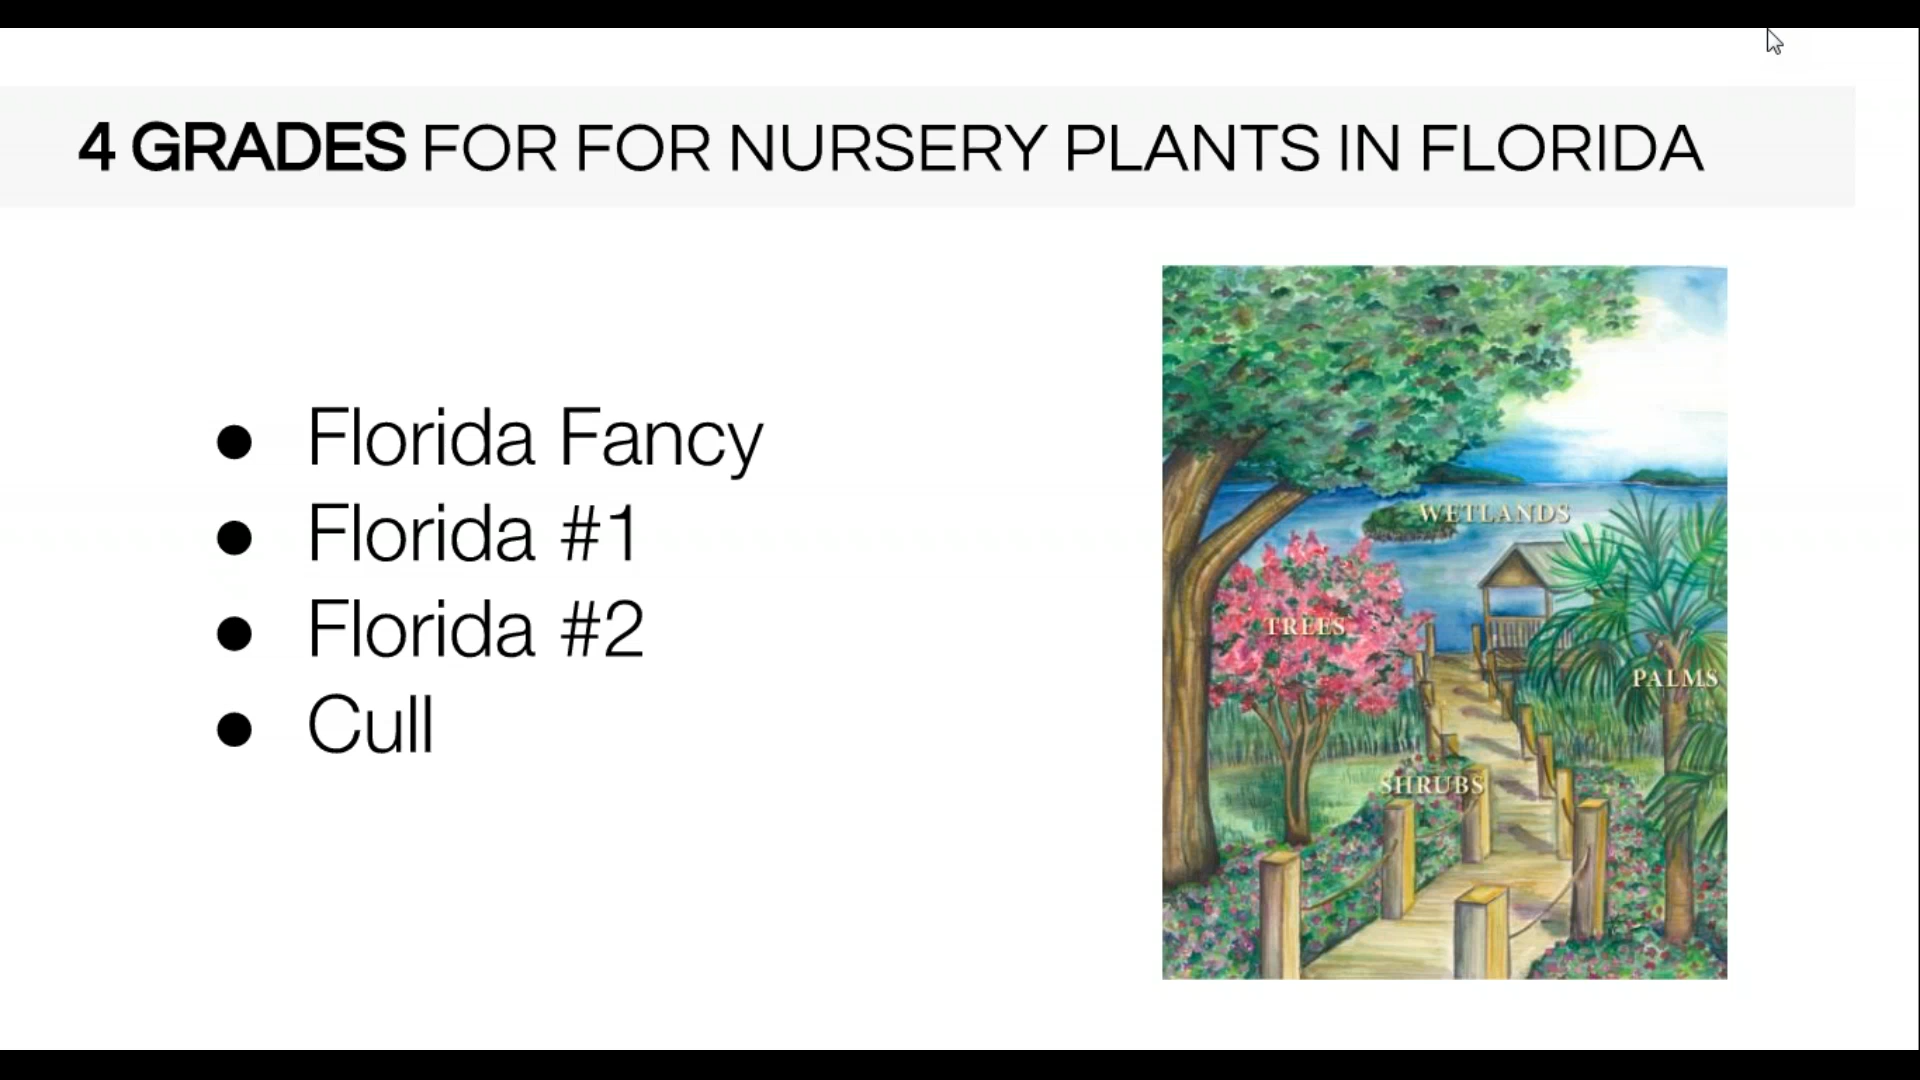 4 GRADES FOR FOR NURSERY PLANTS IN FLORIDA
● Florida Fancy
● Florida #1
● Florida #2
● Cull
WETLANDS
TREES
PALMS
SHRUBS